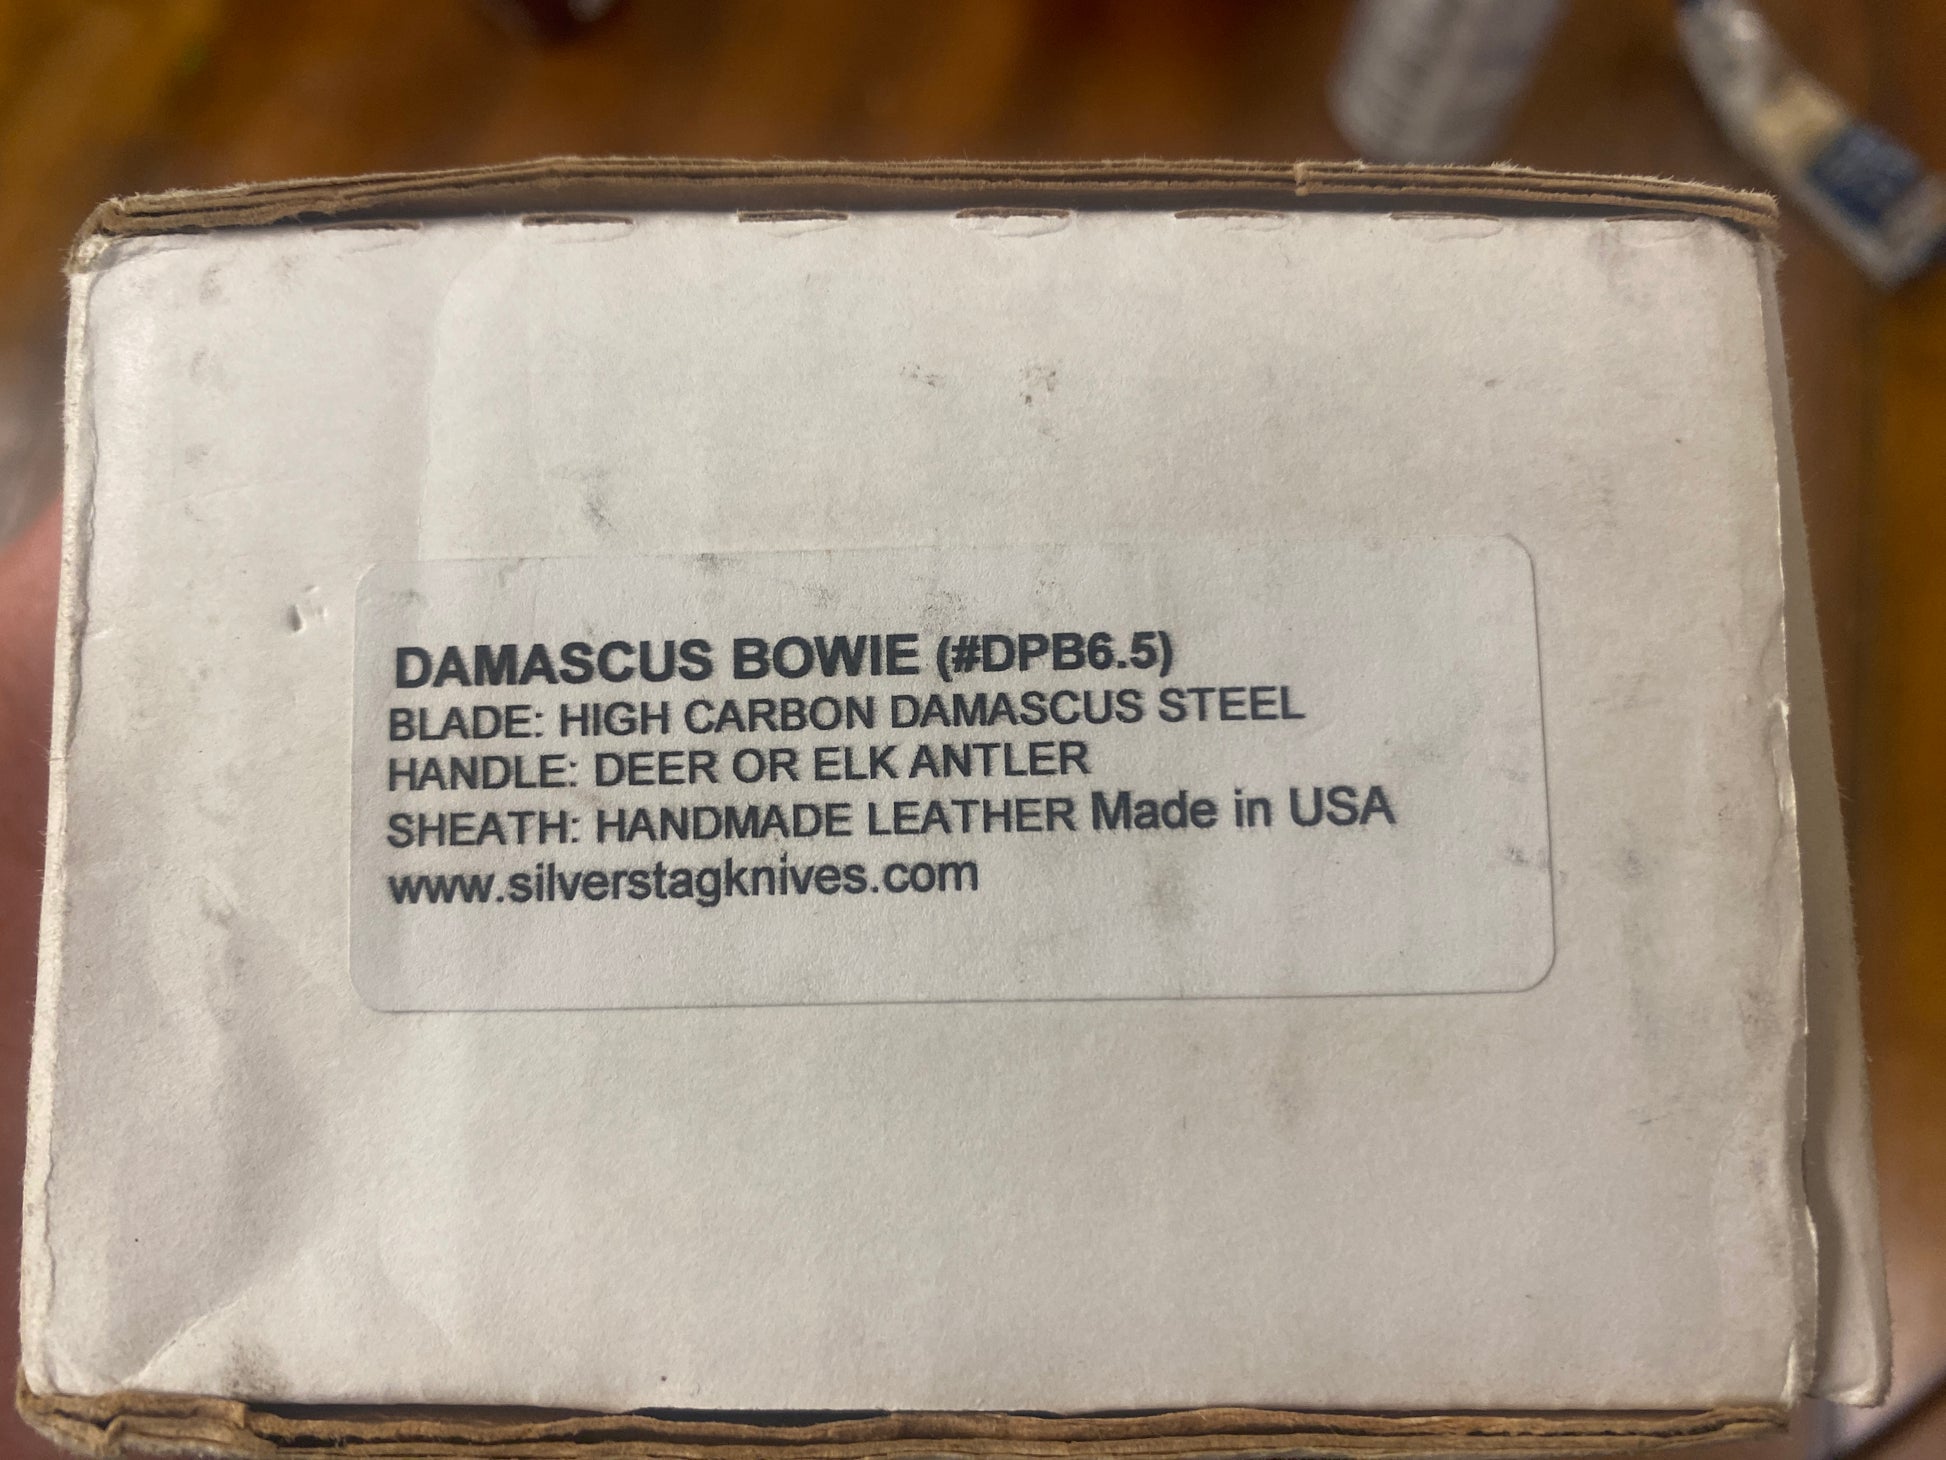 DAMASCUS BOWIE (#DPB6.5)
BLADE: HIGH CARBON DAMASCUS STEEL
HANDLE: DEER OR ELK ANTLER
SHEATH: HANDMADE LEATHER Made in USA
www.silverstagknives.com